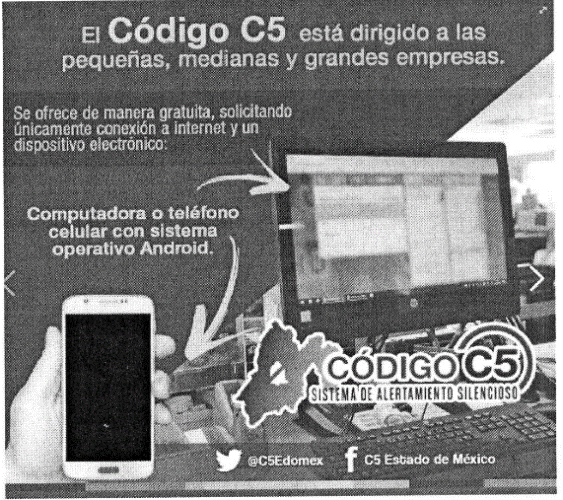 El Código C5 está dirigido a las
pequeñas, medianas y grandes empresas.
Se ofrece de manera gratuita, solicitando
únicamente conexión a internet y un
dispositivo electrónico:
Computadora o teléfono
celular con sistema
operativo Android.
CÓDIGO C5
SISTEMA DE ALERTAMIENTO SILENCIOSO
@C5Edomex
C5 Estado de México